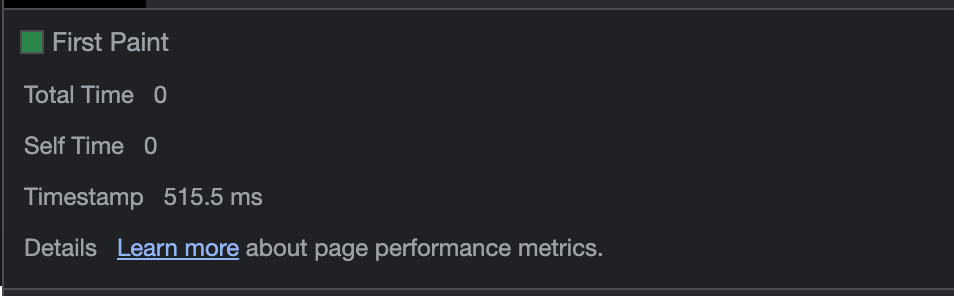 First Paint
Total Time 0
Self Time 0
Timestamp 515.5 ms
Details Learn more about page performance metrics.